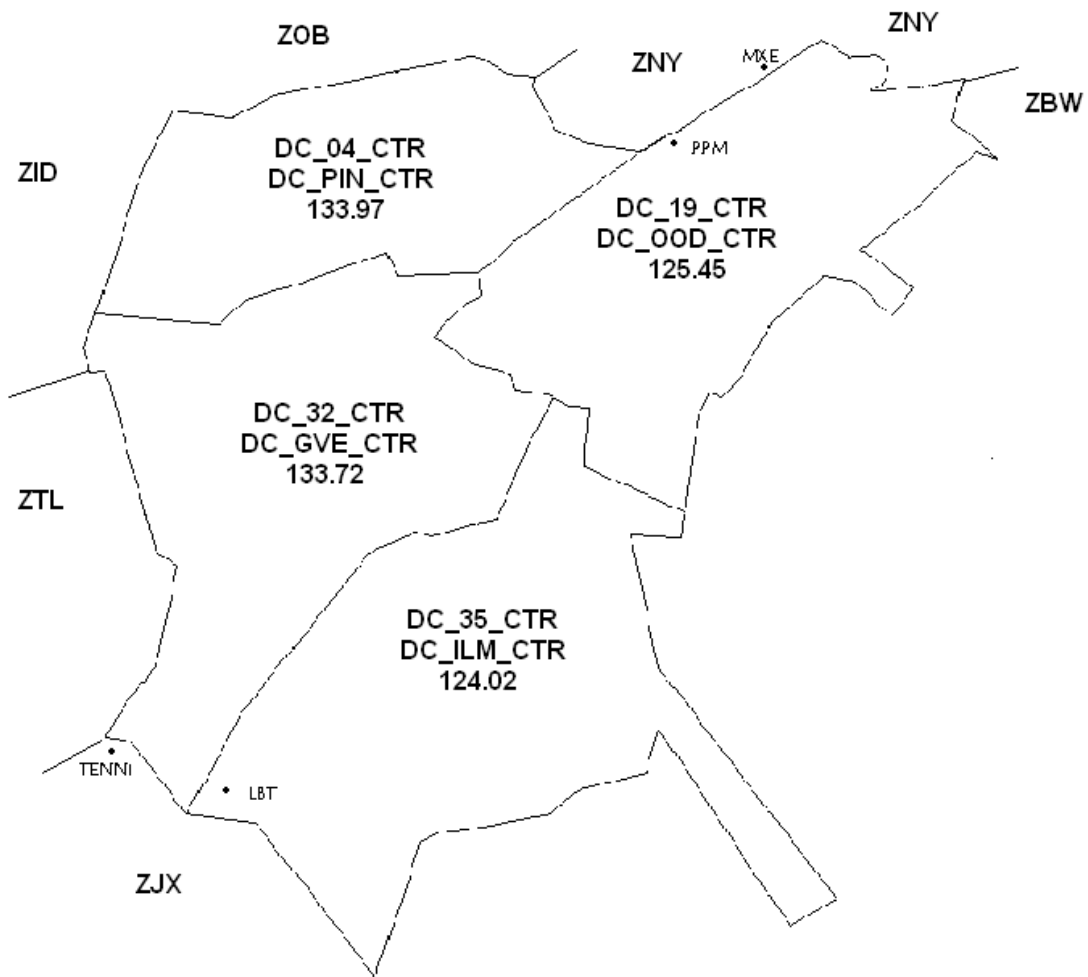 ZOB
ZNY
ZNY
MXE
ZBW
DC_04_CTR
DC_PIN_CTR
133.97
PPM
ZID
DC_19_CTR
DC_OOD_CTR
125.45
DC_32_CTR
DC_GVE_CTR
133.72
ZTL
DC_35_CTR
DC_ILM_CTR
124.02
TENNI
LBT
ZJX